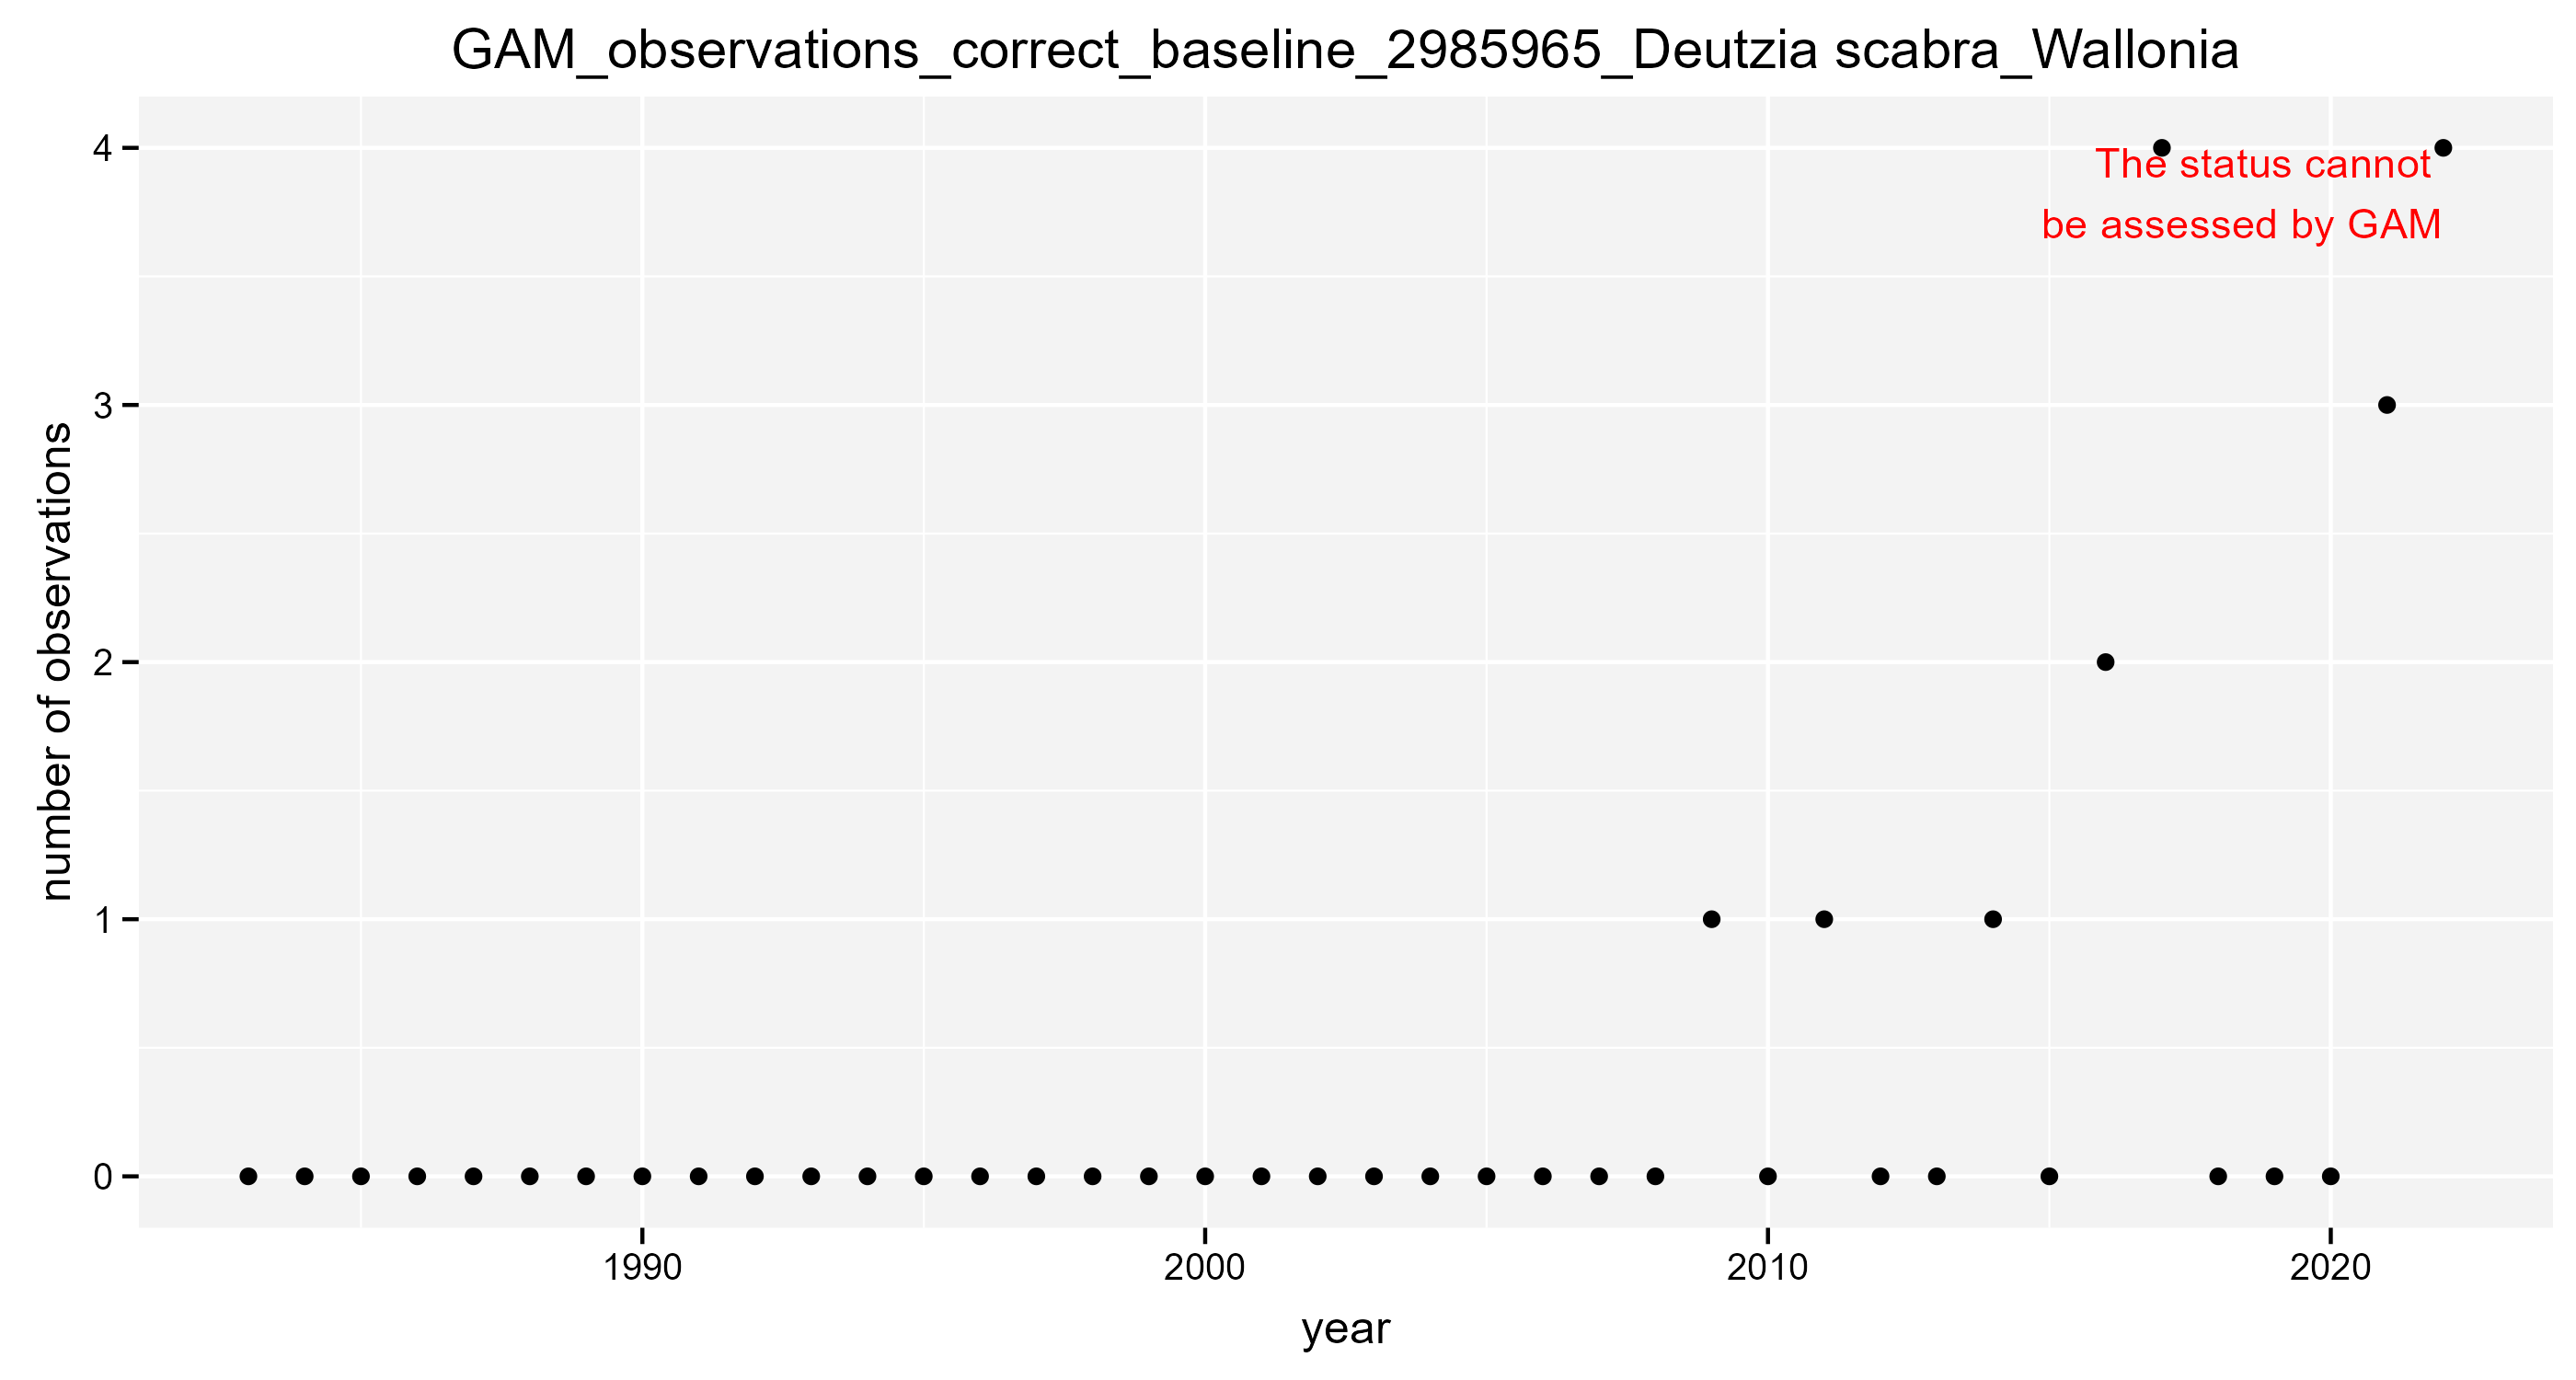 GAM_observations_correct_baseline_2985965_Deutzia scabra_Wallonia
The status cannot
be assessed by GAM
number of observations
4
3
2
1
0
1990
2000
2010
2020
year